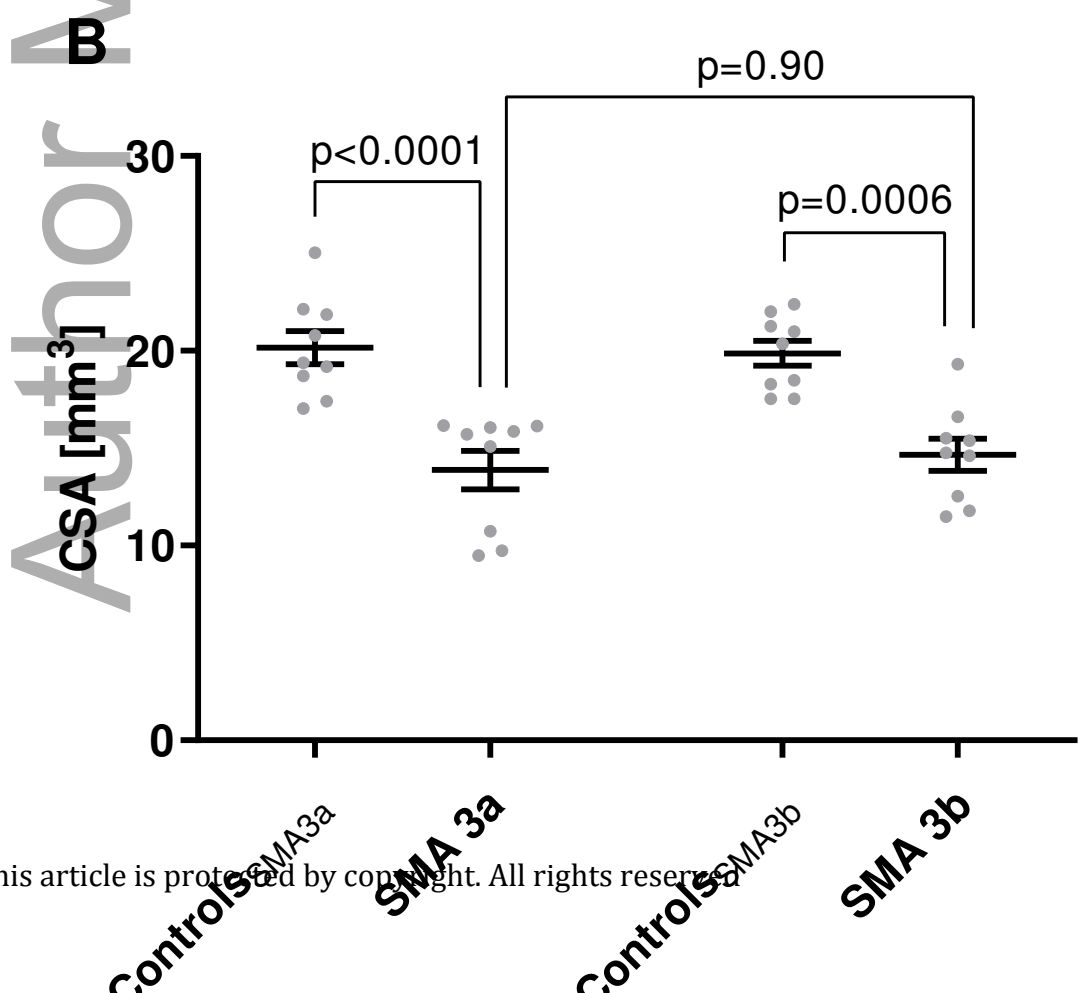 B
p=0.90
p<0.0001
p=0.0006
30
20
10
0
CSA [mm³]
Author M
ControlsSMA3a
SMA 3a
ControlsSMA3b
SMA 3b
his article is protected by copyright. All rights reserved